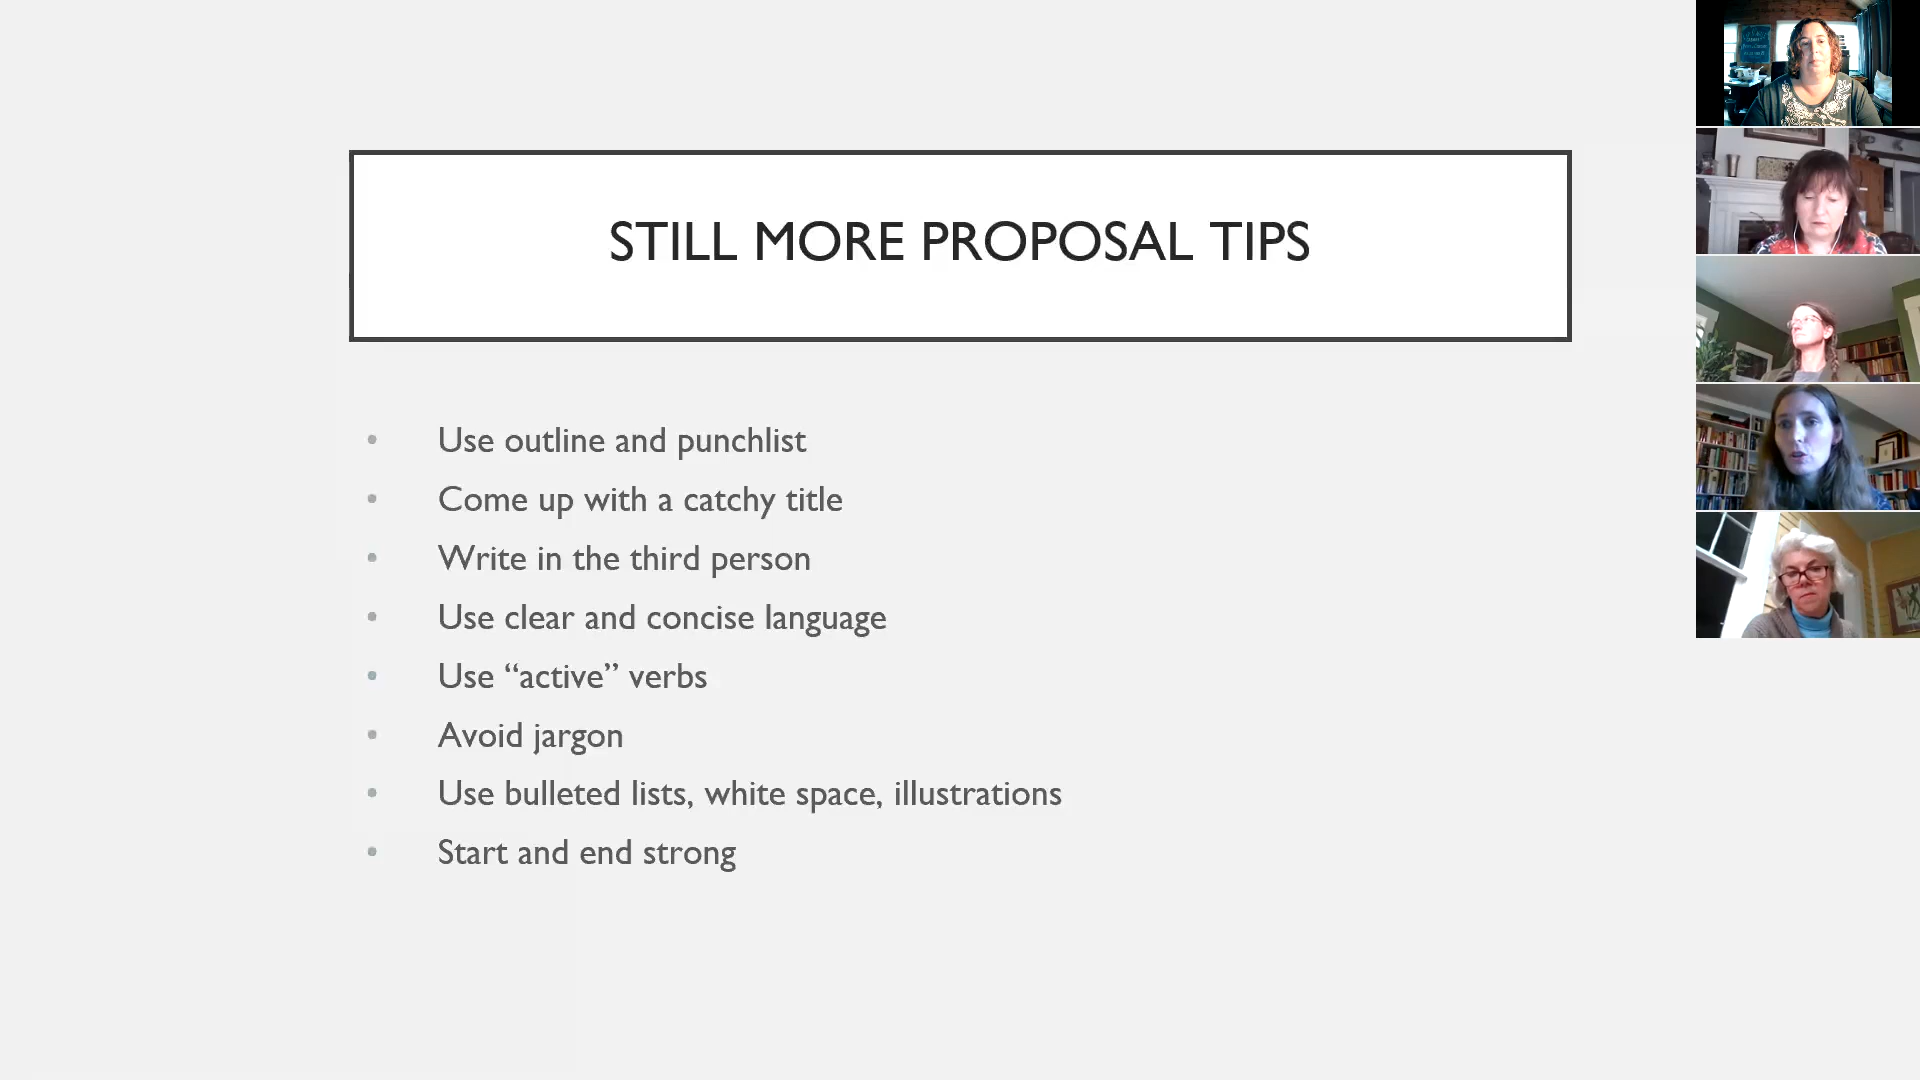 STILL MORE PROPOSAL TIPS
• Use outline and punchlist
• Come up with a catchy title
• Write in the third person
• Use clear and concise language
• Use “active” verbs
• Avoid jargon
• Use bulleted lists, white space, illustrations
• Start and end strong